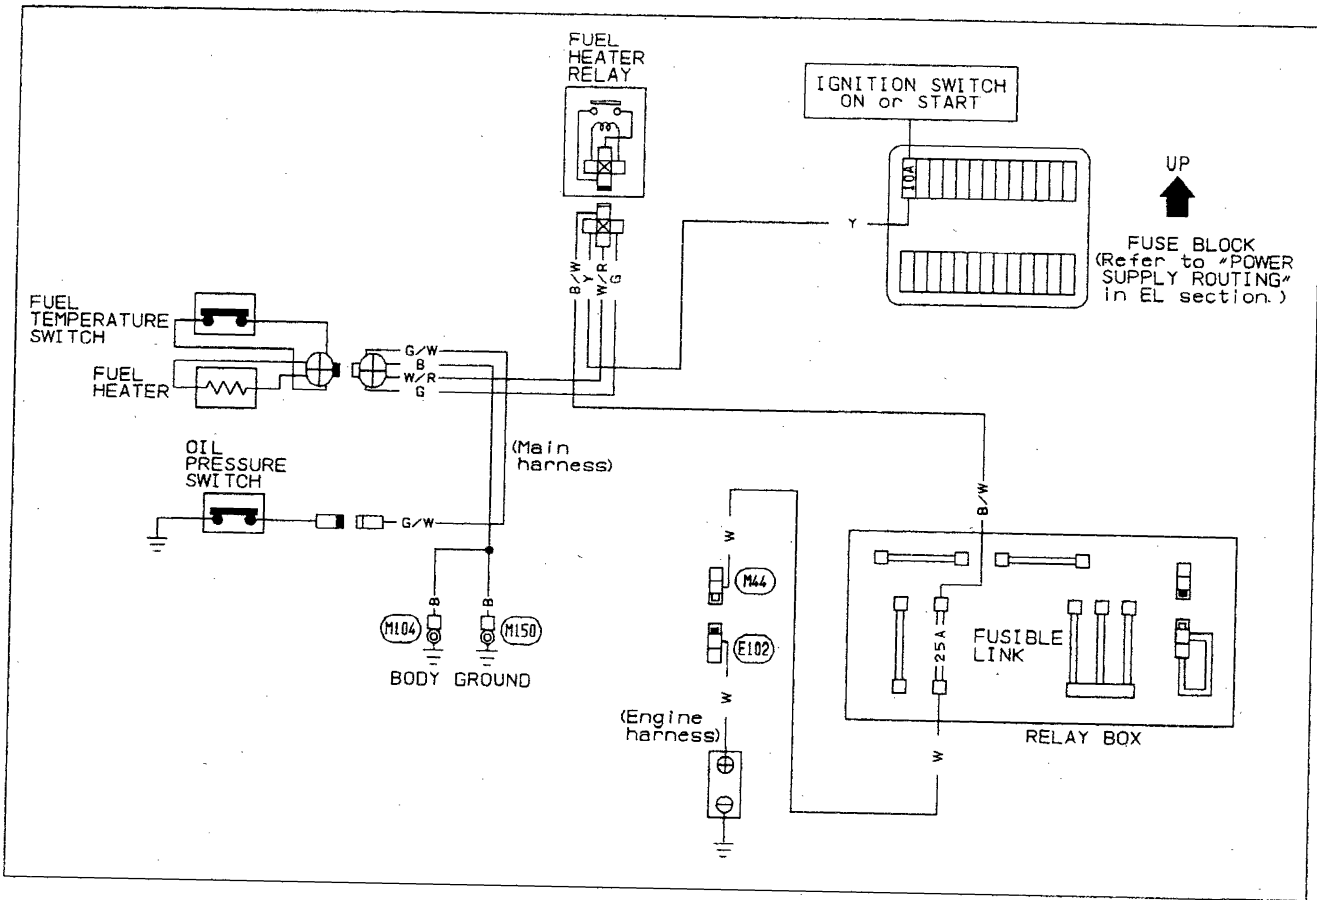 FUEL
HEATER
RELAY
IGNITION SWITCH
ON or START
10A
UP
FUSE BLOCK
(Refer to "POWER
SUPPLY ROUTING"
in EL section.)
Y
B/W
Y
W/R
G
FUEL
TEMPERATURE
SWITCH
FUEL
HEATER
G/W
B
W/R
G
OIL
PRESSURE
SWITCH
(Main
harness)
G/W
B
B
M104
M150
BODY GROUND
B/W
W
M44
E102
W
(Engine
harness)
25A
FUSIBLE
LINK
RELAY BOX
W